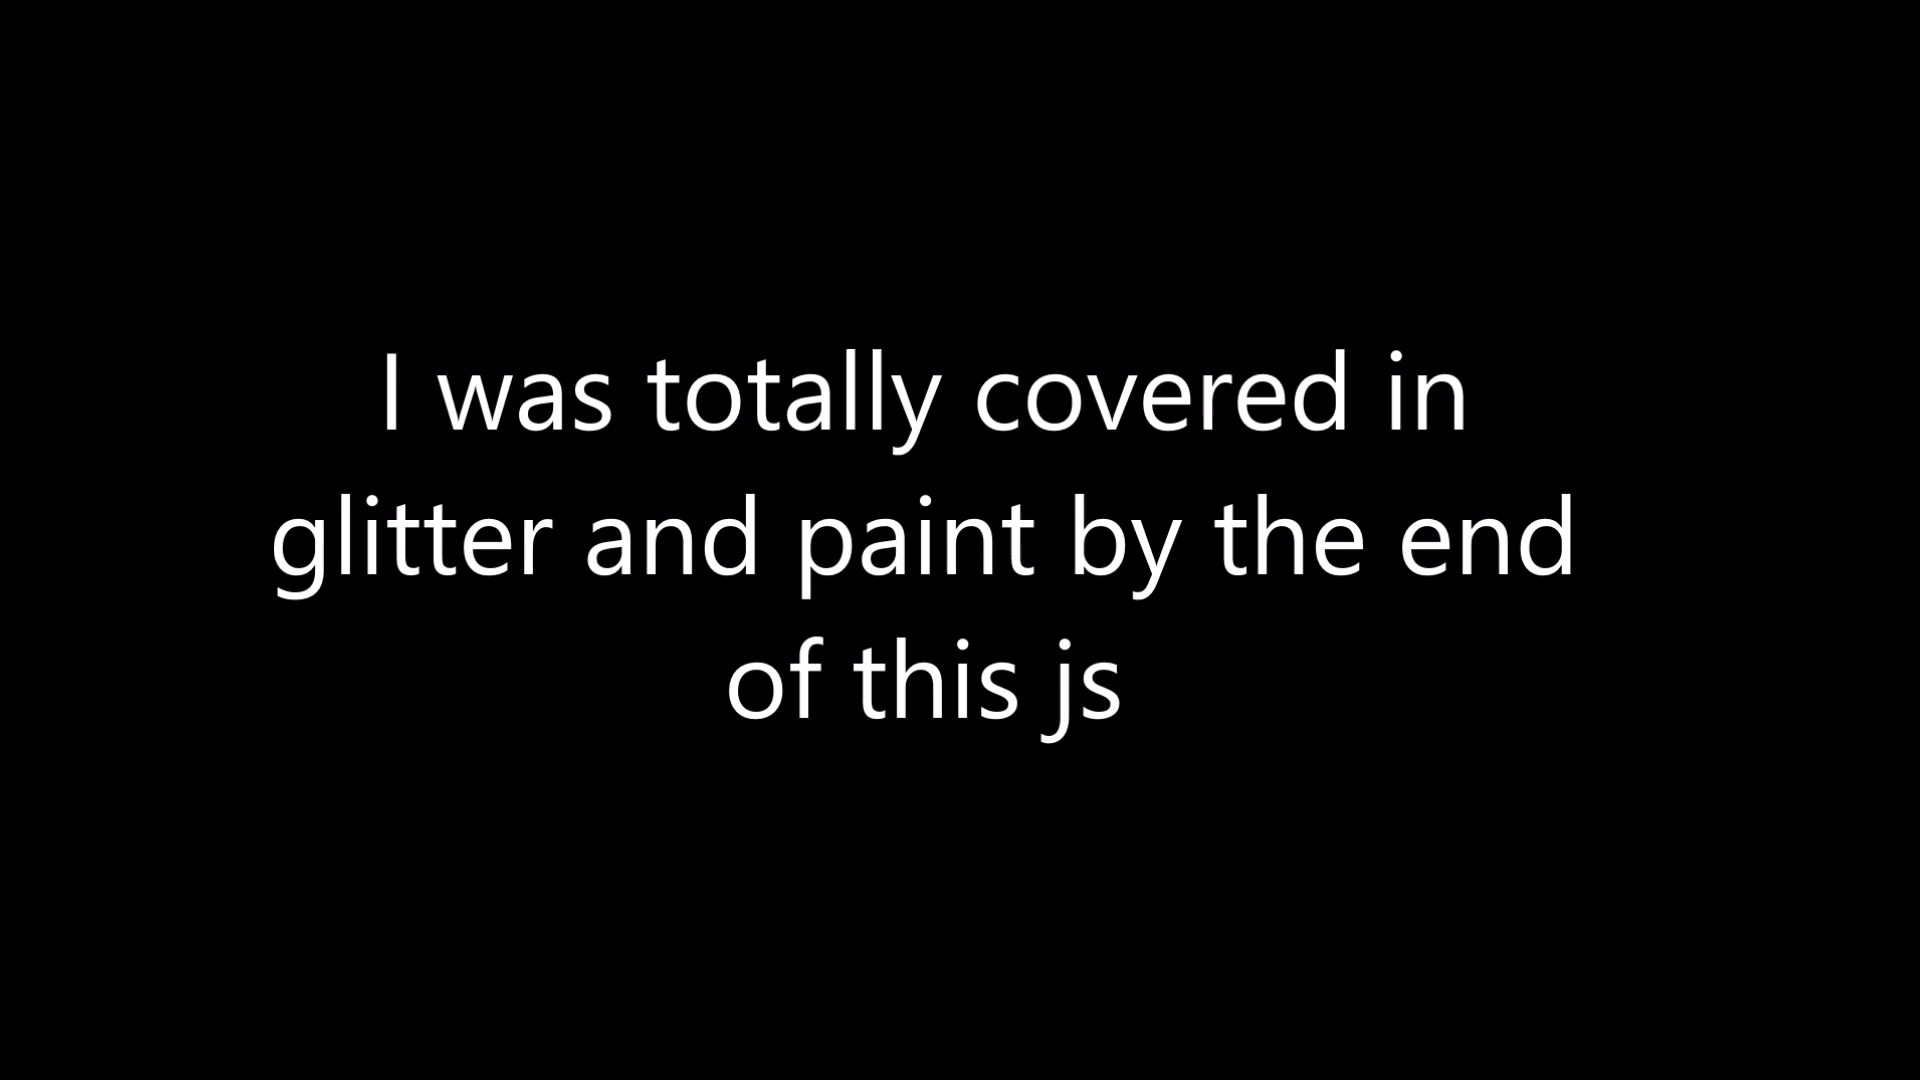 I was totally covered in
glitter and paint by the end
of this js